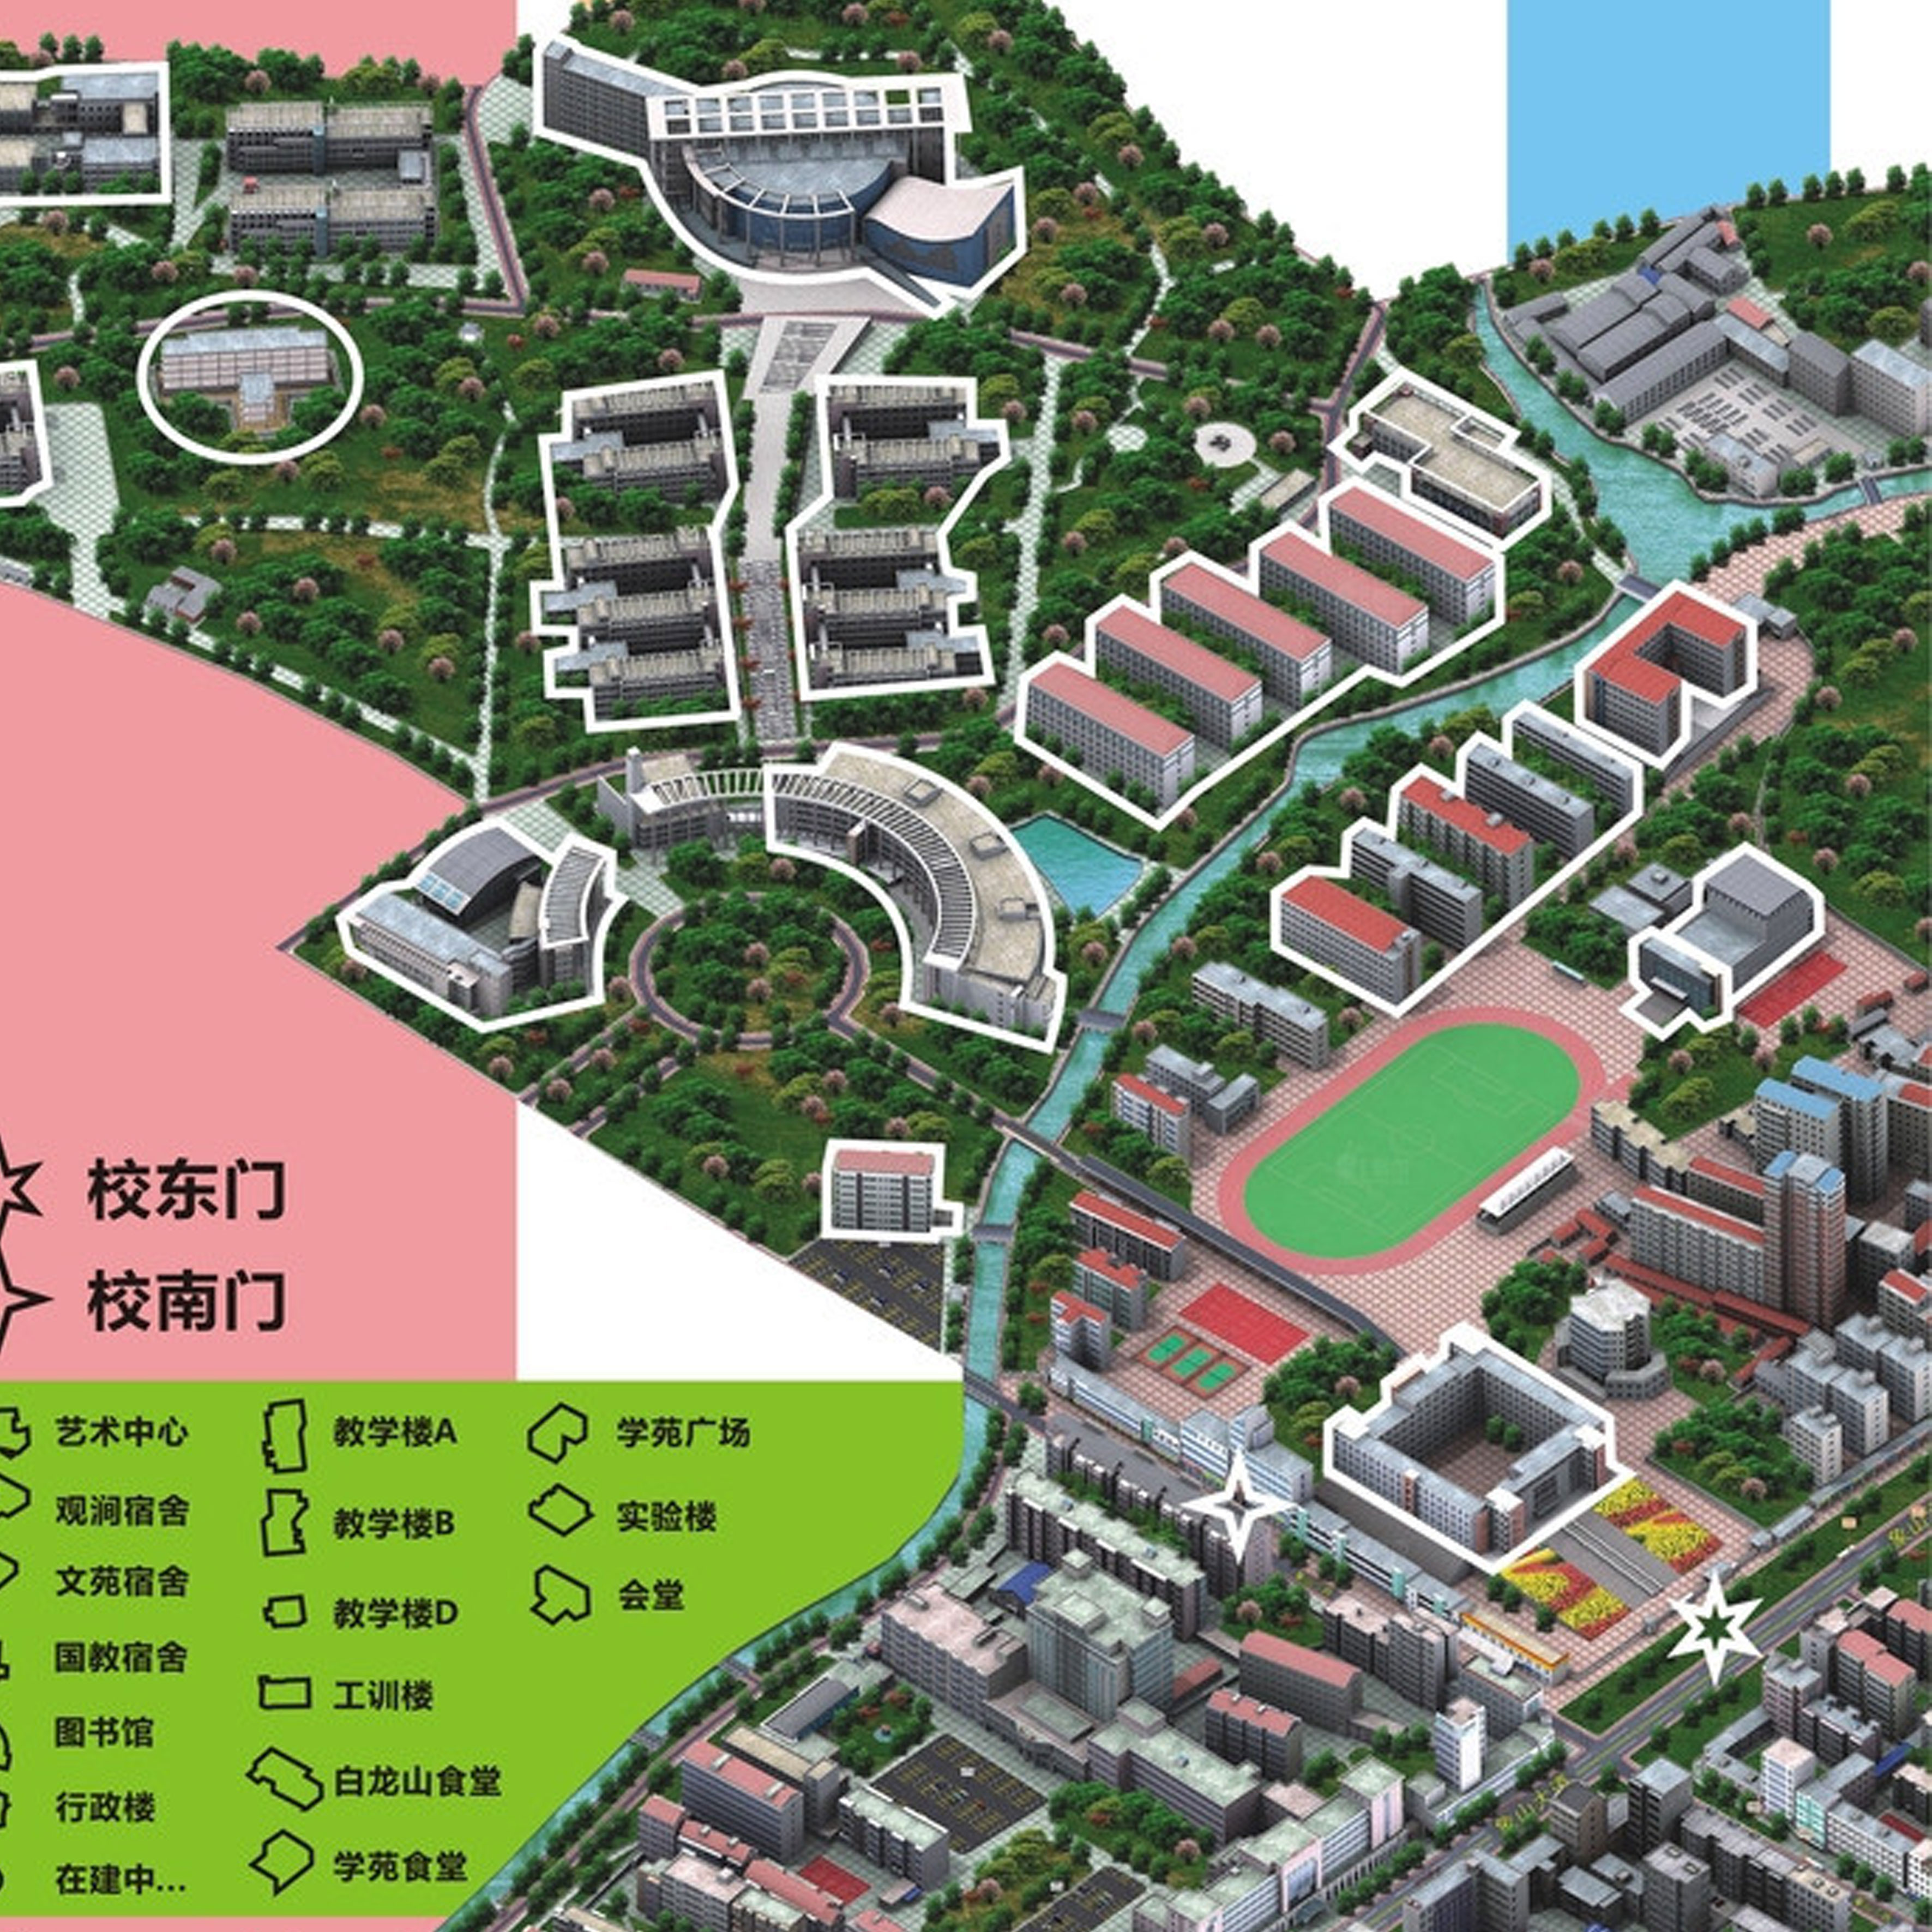 校东门
校南门
艺术中心
观涧宿舍
文苑宿舍
国教宿舍
图书馆
行政楼
在建中...
教学楼A
教学楼B
教学楼D
工训楼
白龙山食堂
学苑食堂
学苑广场
实验楼
会堂